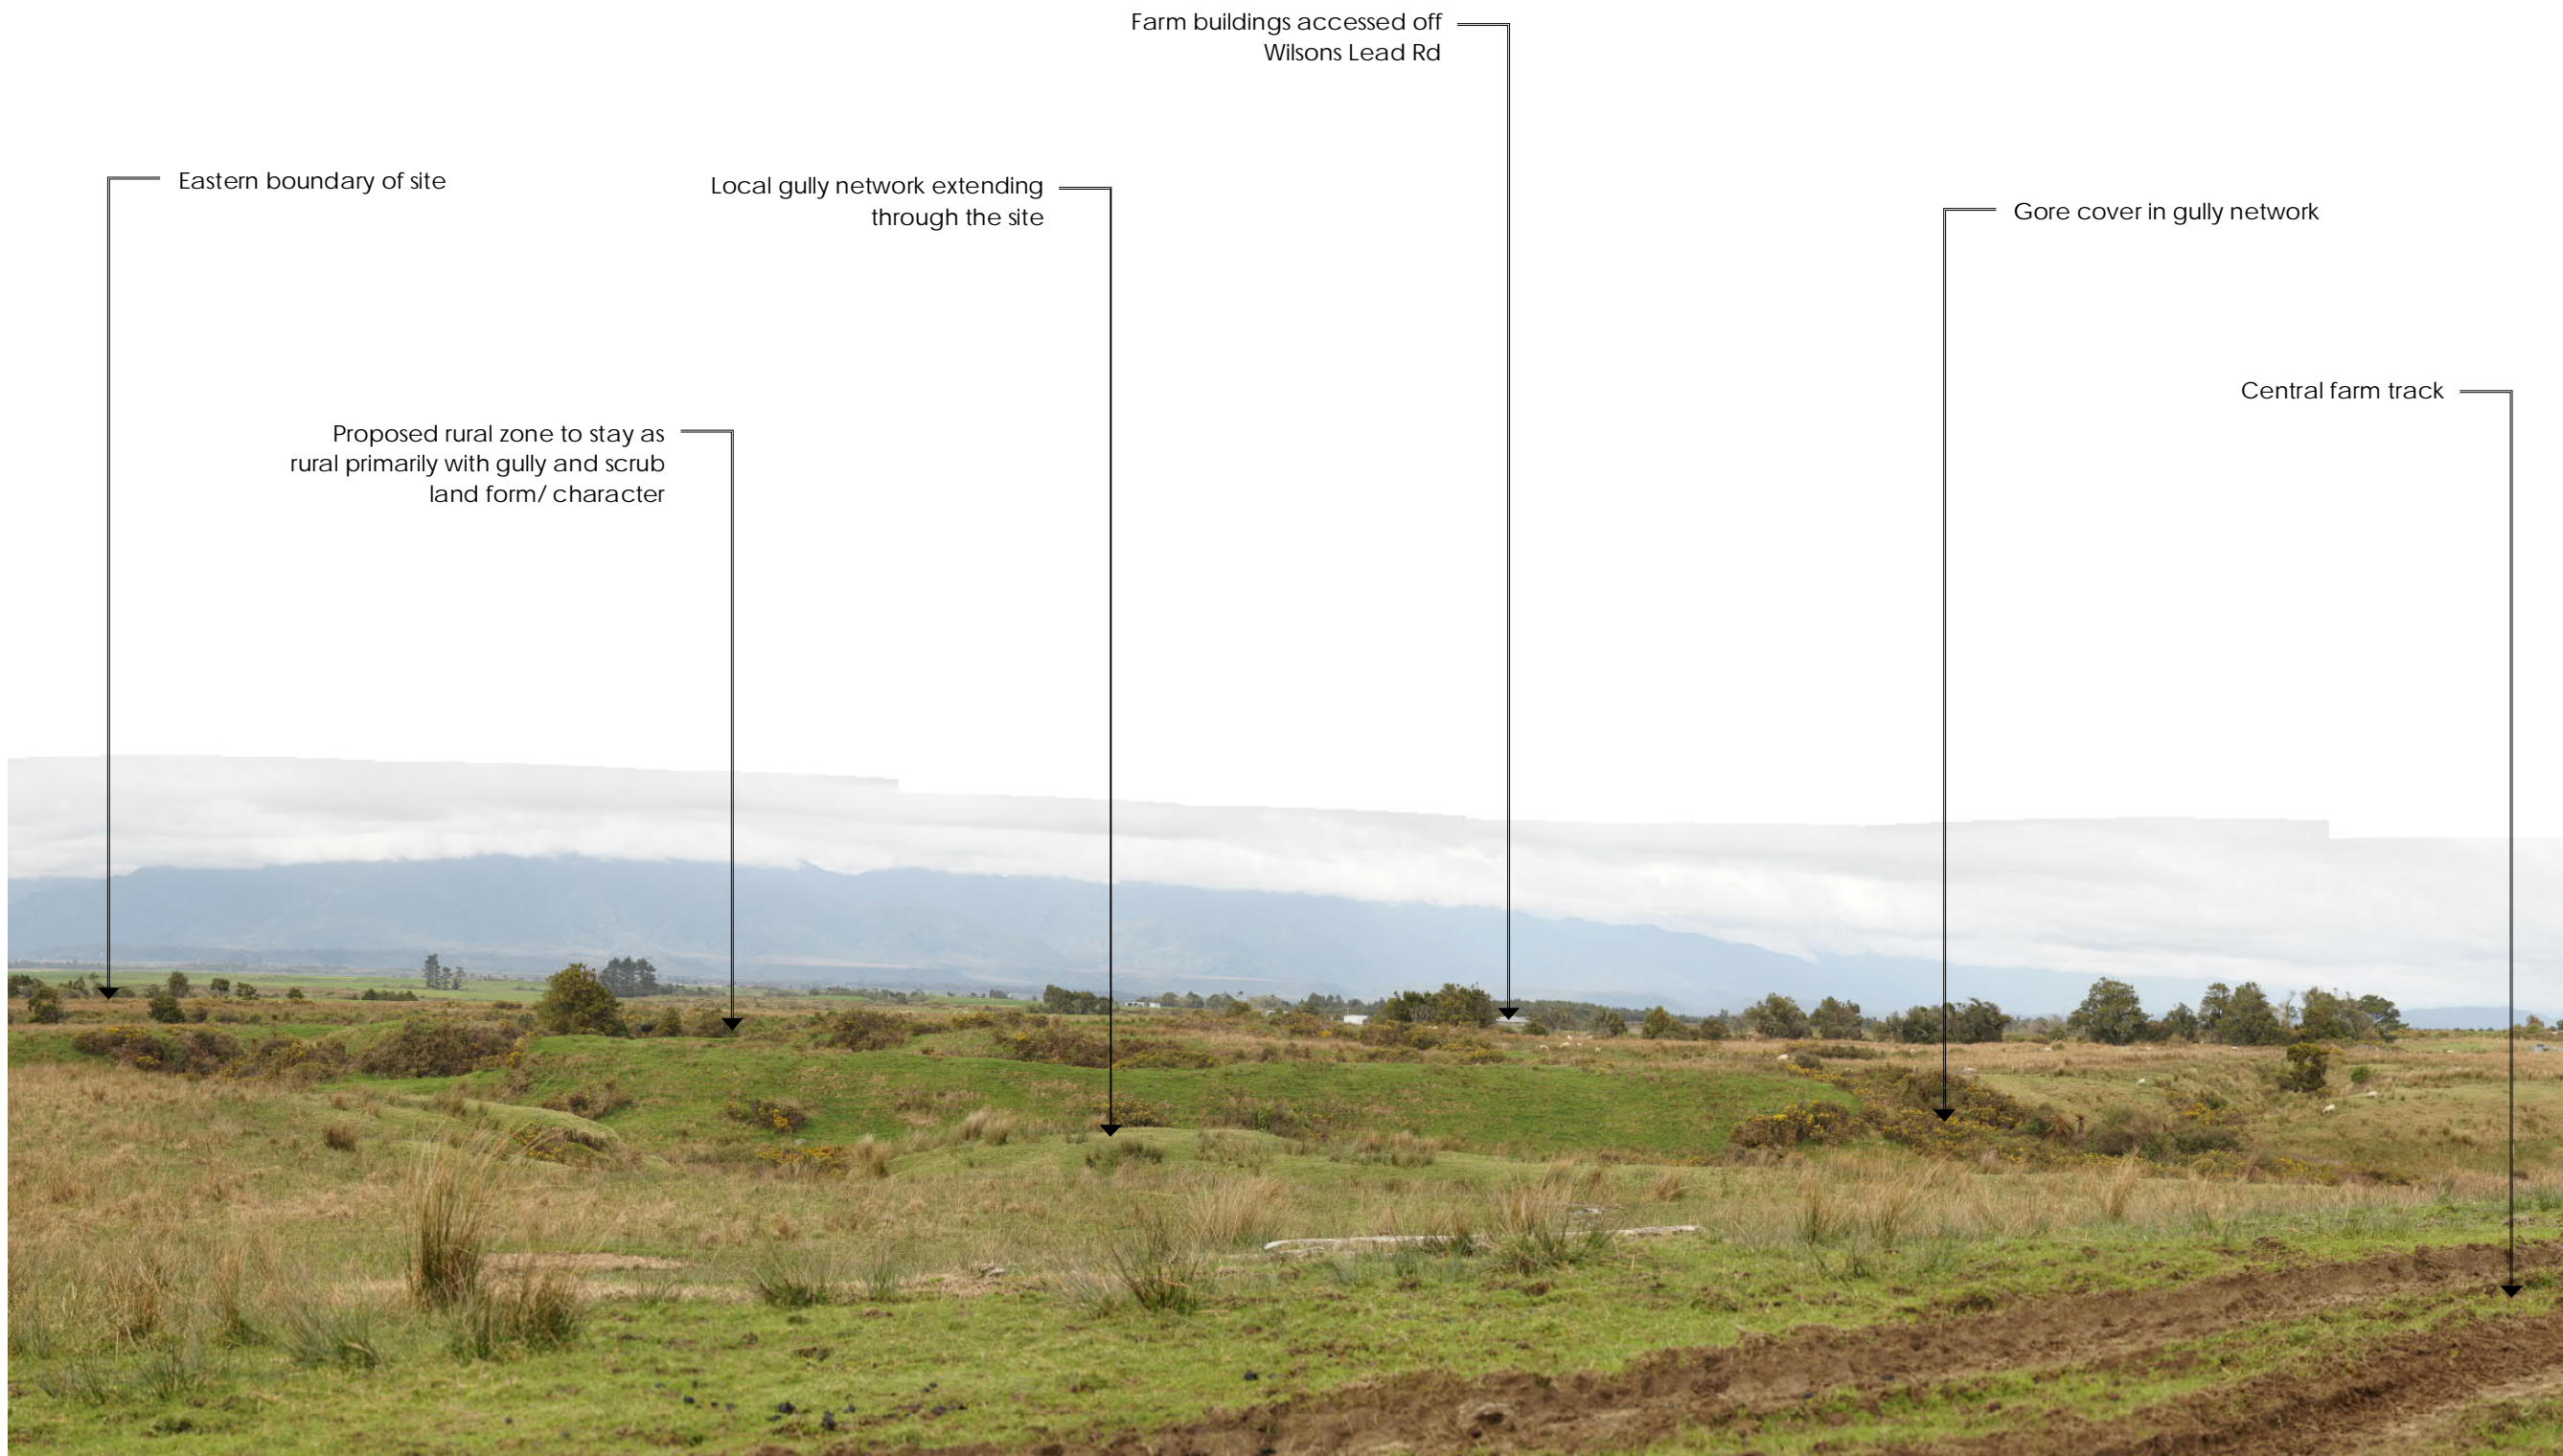 Farm buildings accessed off
Wilsons Lead Rd
Eastern boundary of site
Local gully network extending
through the site
Gore cover in gully network
Central farm track
Proposed rural zone to stay as
rural primarily with gully and scrub
land form/ character